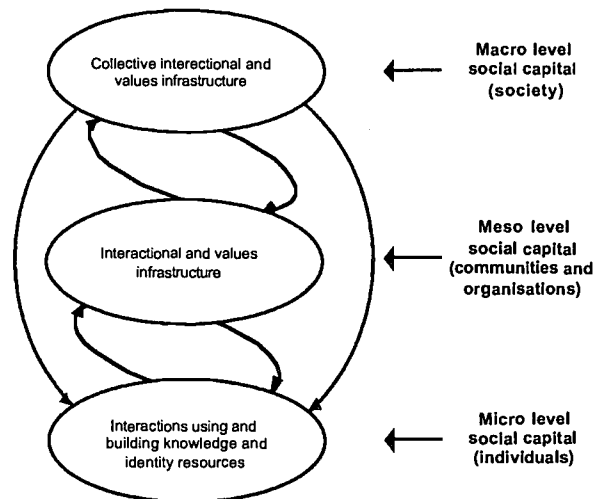 Collective interectional and
values infrastructure
Macro level
social capital
(society)
Interactional and values
infrastructure
Meso level
social capital
(communities and
organisations)
Interactions using and
building knowledge and
identity resources
Micro level
social capital
(individuals)